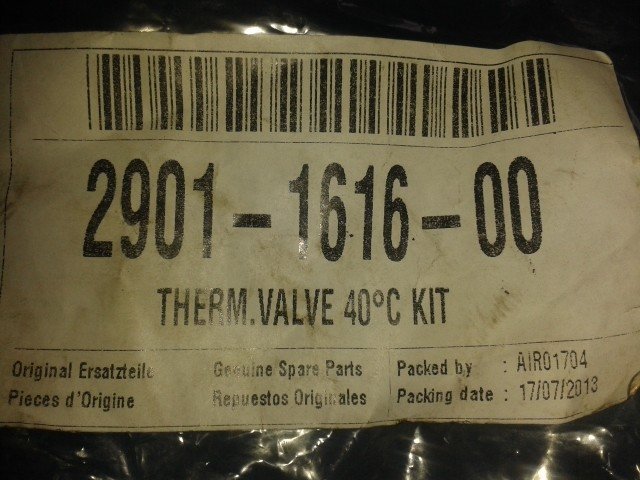 2901-1616-00
THERM.VALVE 40°C KIT
Original Ersatzteile Genuine Spare Parts Packed by : AIR01704
Pieces d'Origine Repuestos Originales Packing date : 17/07/2013